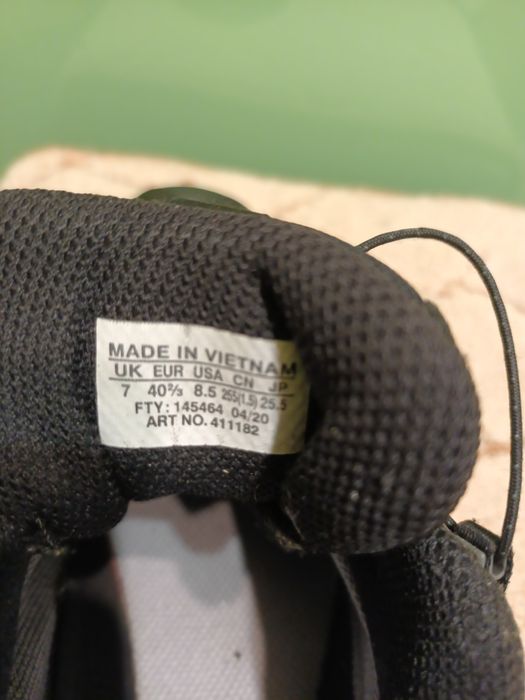 MADE IN VIETNAM
UK EUR USA CN JP
7 40⅔ 8.5 255(1.5) 25.5
FTY: 145464 04/20
ART NO. 411182